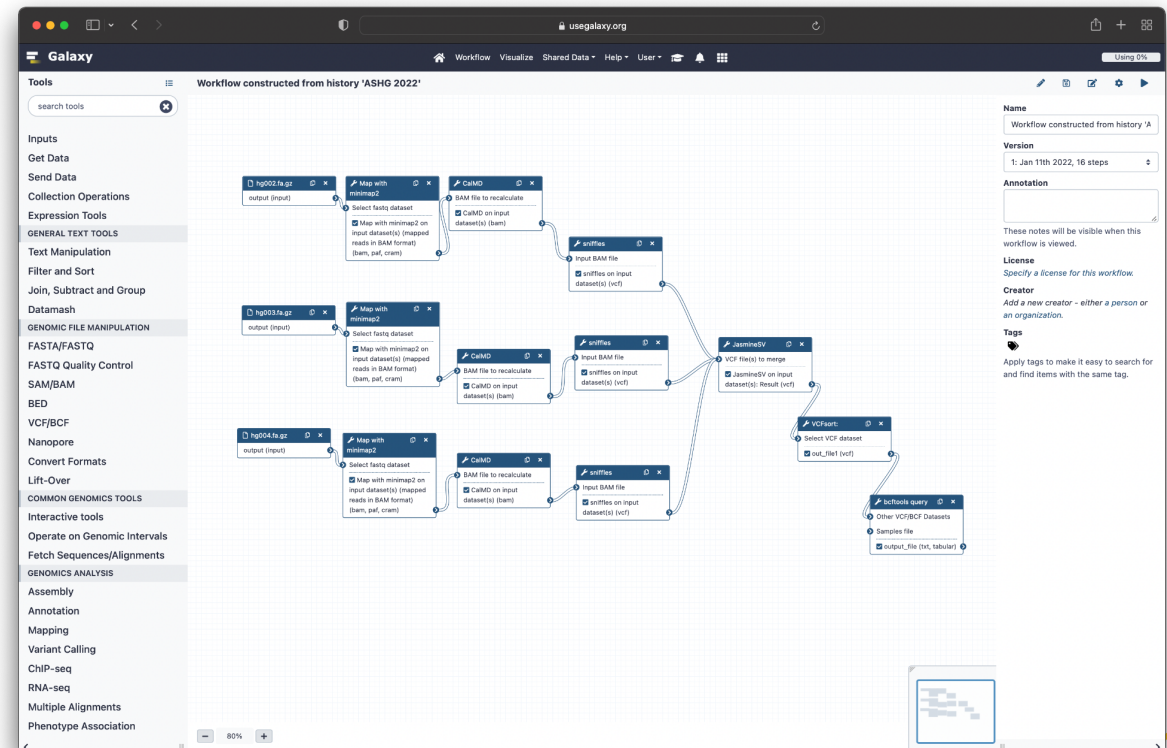 usegalaxy.org
Galaxy
Workflow Visualize Shared Data Help User
Using 0%
Tools
search tools
Inputs
Get Data
Send Data
Collection Operations
Expression Tools
GENERAL TEXT TOOLS
Text Manipulation
Filter and Sort
Join, Subtract and Group
Datamash
GENOMIC FILE MANIPULATION
FASTA/FASTQ
FASTQ Quality Control
SAM/BAM
BED
VCF/BCF
Nanopore
Convert Formats
Lift-Over
COMMON GENOMICS TOOLS
Interactive tools
Operate on Genomic Intervals
Fetch Sequences/Alignments
GENOMICS ANALYSIS
Assembly
Annotation
Mapping
Variant Calling
ChIP-seq
RNA-seq
Multiple Alignments
Phenotype Association
Workflow constructed from history 'ASHG 2022'
hg002.fa.gz
output (input)
Map with
minimap2
Select fastq dataset
Map with minimap2 on
input dataset(s) (mapped
reads in BAM format)
(bam, paf, cram)
CalMD
BAM file to recalculate
CalMD on input
dataset(s) (bam)
sniffles
Input BAM file
sniffles on input
dataset(s) (vcf)
hg003.fa.gz
output (input)
Map with
minimap2
Select fastq dataset
Map with minimap2 on
input dataset(s) (mapped
reads in BAM format)
(bam, paf, cram)
CalMD
BAM file to recalculate
CalMD on input
dataset(s) (bam)
sniffles
Input BAM file
sniffles on input
dataset(s) (vcf)
hg004.fa.gz
output (input)
Map with
minimap2
Select fastq dataset
Map with minimap2 on
input dataset(s) (mapped
reads in BAM format)
(bam, paf, cram)
CalMD
BAM file to recalculate
CalMD on input
dataset(s) (bam)
sniffles
Input BAM file
sniffles on input
dataset(s) (vcf)
JasmineSV
VCF file(s) to merge
JasmineSV on input
dataset(s): Result (vcf)
VCFsort:
Select VCF dataset
out_file1 (vcf)
bcftools query
Other VCF/BCF Datasets
Samples file
output_file (txt, tabular)
80%
Name
Workflow constructed from history 'A
Version
1: Jan 11th 2022, 16 steps
Annotation
These notes will be visible when this
workflow is viewed.
License
Specify a license for this workflow.
Creator
Add a new creator - either a person or
an organization.
Tags
Apply tags to make it easy to search for
and find items with the same tag.